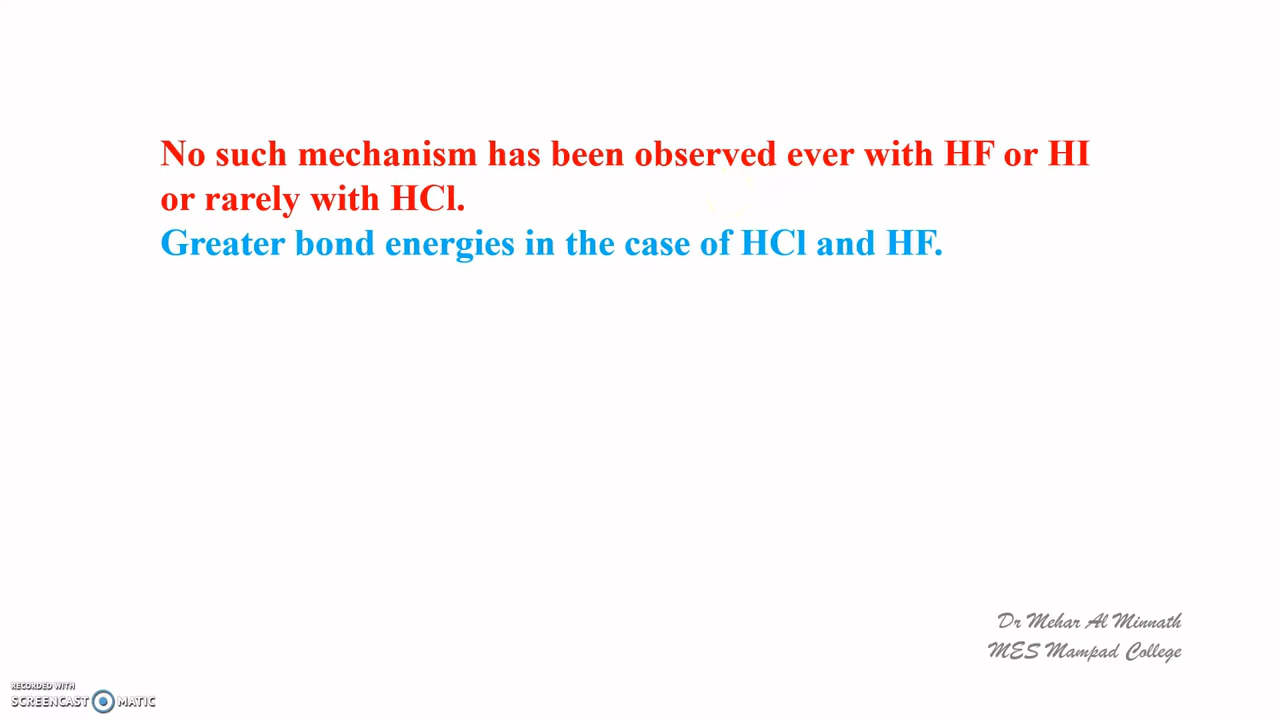 No such mechanism has been observed ever with HF or HI
or rarely with HCl.
Greater bond energies in the case of HCl and HF.
Dr Mehar Al Minnath
MES Mampad College
RECORDED WITH
SCREENCAST MATIC